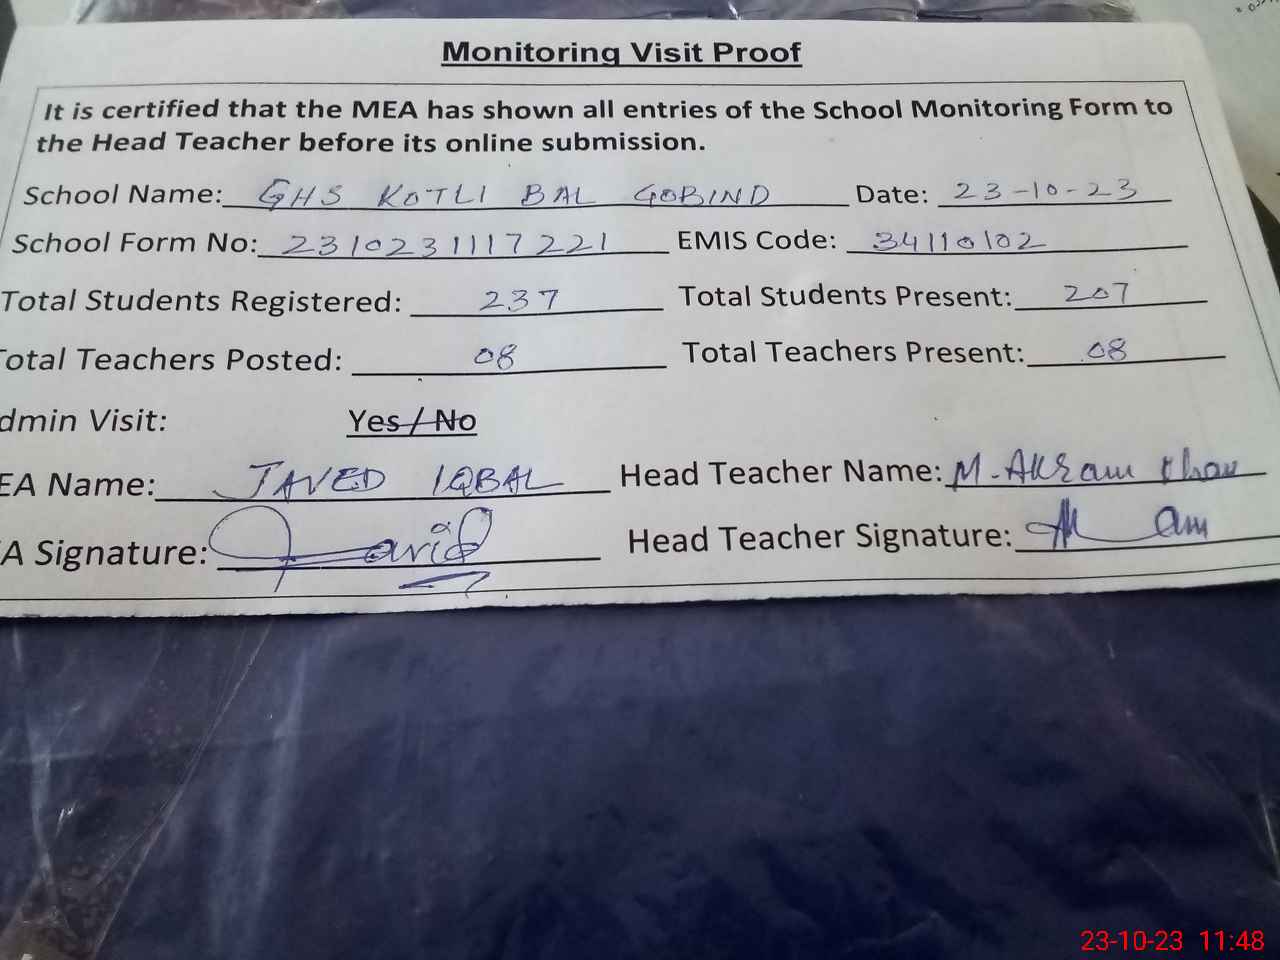 Monitoring Visit Proof
It is certified that the MEA has shown all entries of the School Monitoring Form to
the Head Teacher before its online submission.
School Name: GHS KOTLI BAL GOBIND Date: 23-10-23
School Form No: 2310231117221 EMIS Code: 34110102
Total Students Registered: 237 Total Students Present: 207
otal Teachers Posted: 08 Total Teachers Present: 08
dmin Visit: Yes / No
EA Name: JAVED IQBAL Head Teacher Name: M. Akram Khan
A Signature: Javid Head Teacher Signature:
23-10-23 11:48